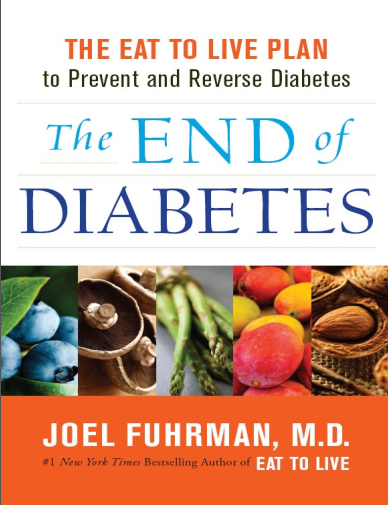 THE EAT TO LIVE PLAN
to Prevent and Reverse Diabetes
The END of
DIABETES
JOEL FUHRMAN, M.D.
#1 New York Times Bestselling Author of EAT TO LIVE